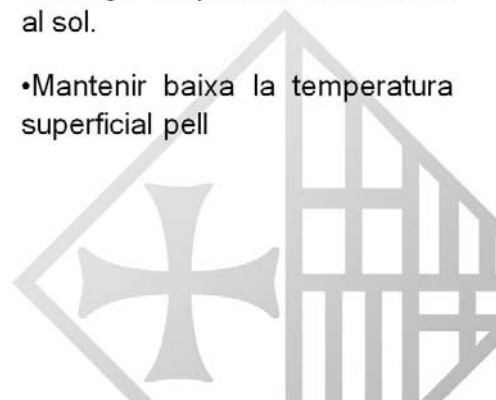 al sol.
•Mantenir baixa la temperatura
superficial pell